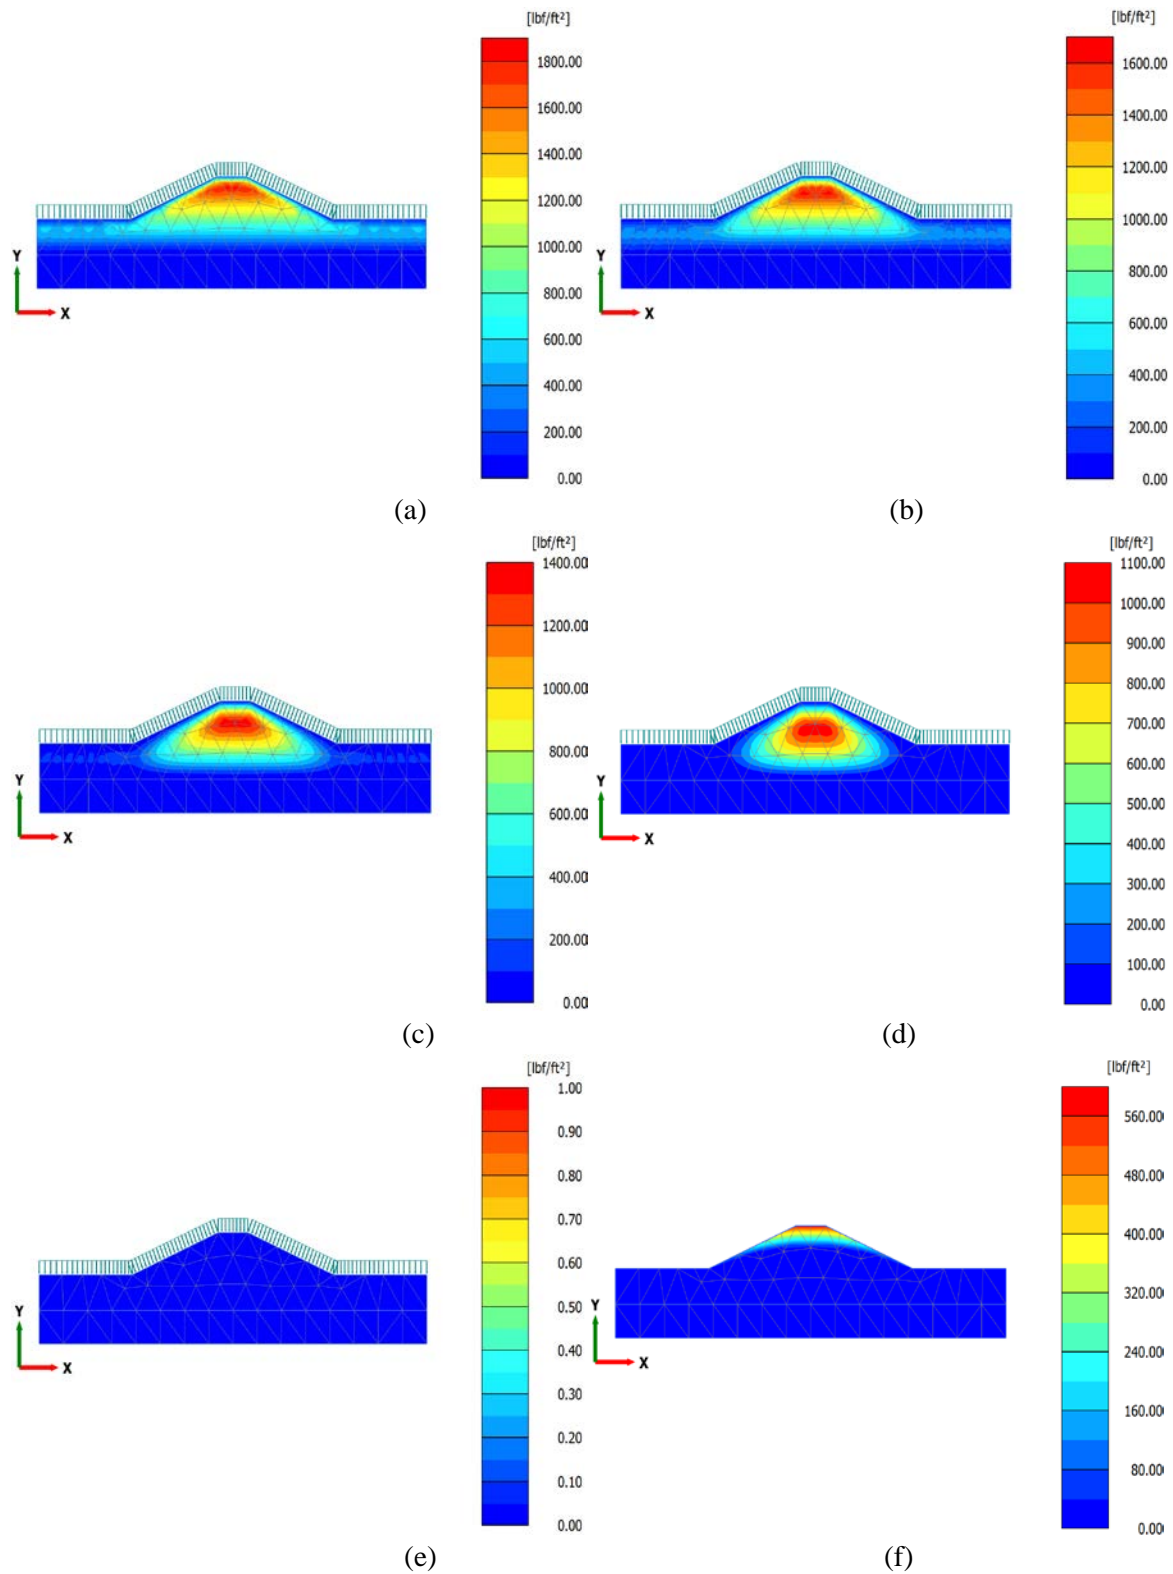 [lbf/ft²]
1800.00
1600.00
1400.00
1200.00
1000.00
800.00
600.00
400.00
200.00
0.00
Y
X
(a)
[lbf/ft²]
1600.00
1400.00
1200.00
1000.00
800.00
600.00
400.00
200.00
0.00
Y
X
(b)
[lbf/ft²]
1400.00
1200.00
1000.00
800.00
600.00
400.00
200.00
0.00
Y
X
(c)
[lbf/ft²]
1100.00
1000.00
900.00
800.00
700.00
600.00
500.00
400.00
300.00
200.00
100.00
0.00
Y
X
(d)
[lbf/ft²]
1.00
0.90
0.80
0.70
0.60
0.50
0.40
0.30
0.20
0.10
0.00
Y
X
(e)
[lbf/ft²]
560.00
480.00
400.00
320.00
240.00
160.00
80.00
0.00
Y
X
(f)